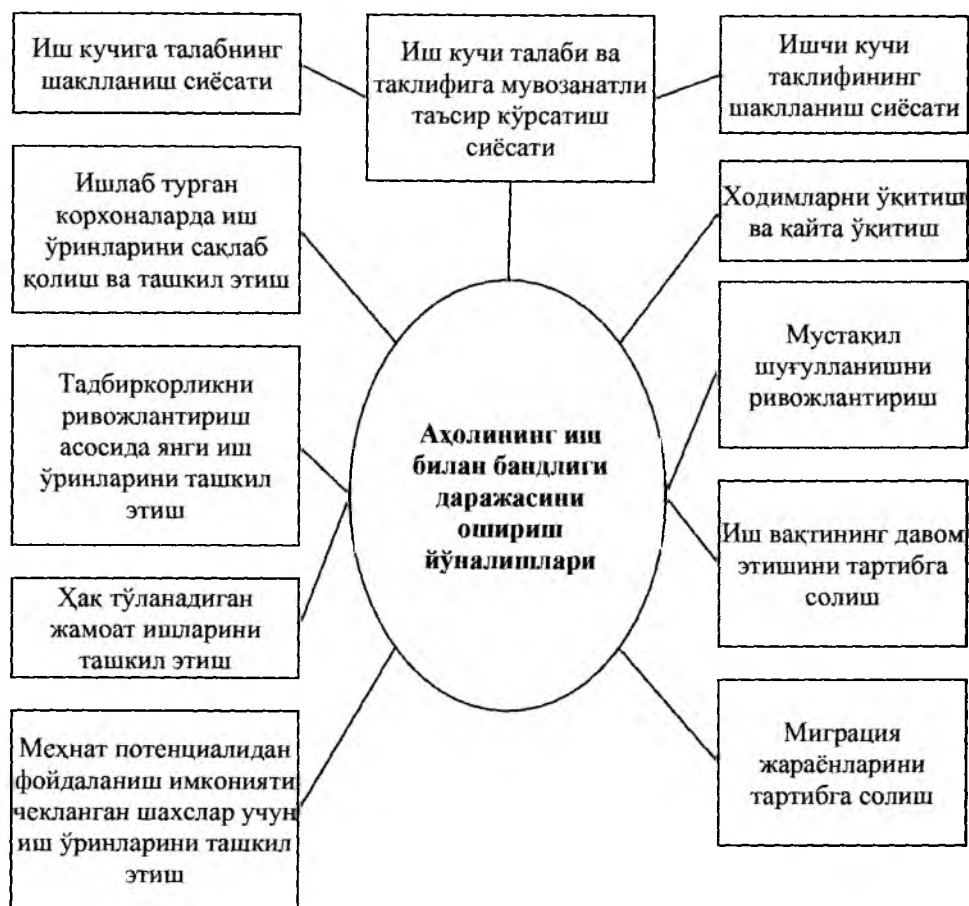 Иш кучига талабнинг
шаклланиш сиёсати
Иш кучи талаби ва
таклифига мувозанатли
таъсир кўрсатиш
сиёсати
Ишчи кучи
таклифининг
шаклланиш сиёсати
Ишлаб турган
корхоналарда иш
ўринларини сақлаб
қолиш ва ташкил этиш
Тадбиркорликни
ривожлантириш
асосида янги иш
ўринларини ташкил
этиш
Ҳақ тўланадиган
жамоат ишларини
ташкил этиш
Меҳнат потенциалидан
фойдаланиш имконияти
чекланган шахслар учун
иш ўринларини ташкил
этиш
Аҳолининг иш
билан бандлиги
даражасини
ошириш
йўналишлари
Ходимларни ўқитиш
ва қайта ўқитиш
Мустақил
шуғулланишни
ривожлантириш
Иш вақтининг давом
этишини тартибга
солиш
Миграция
жараёнларини
тартибга солиш